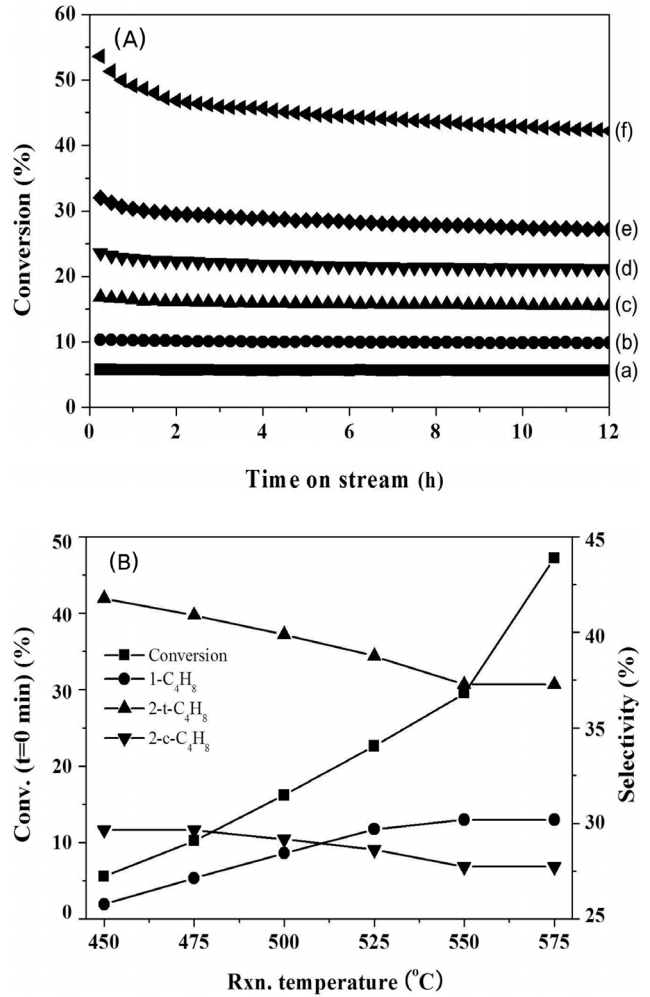 (A)
60
50
40
30
20
10
0
Conversion (%)
(f)
(e)
(d)
(c)
(b)
(a)
0 2 4 6 8 10 12
Time on stream (h)
(B)
50
40
30
20
10
0
Conv. (t=0 min) (%)
Conversion
1-C4H8
2-t-C4H8
2-c-C4H8
45
40
35
30
25
Selectivity (%)
450 475 500 525 550 575
Rxn. temperature (°C)